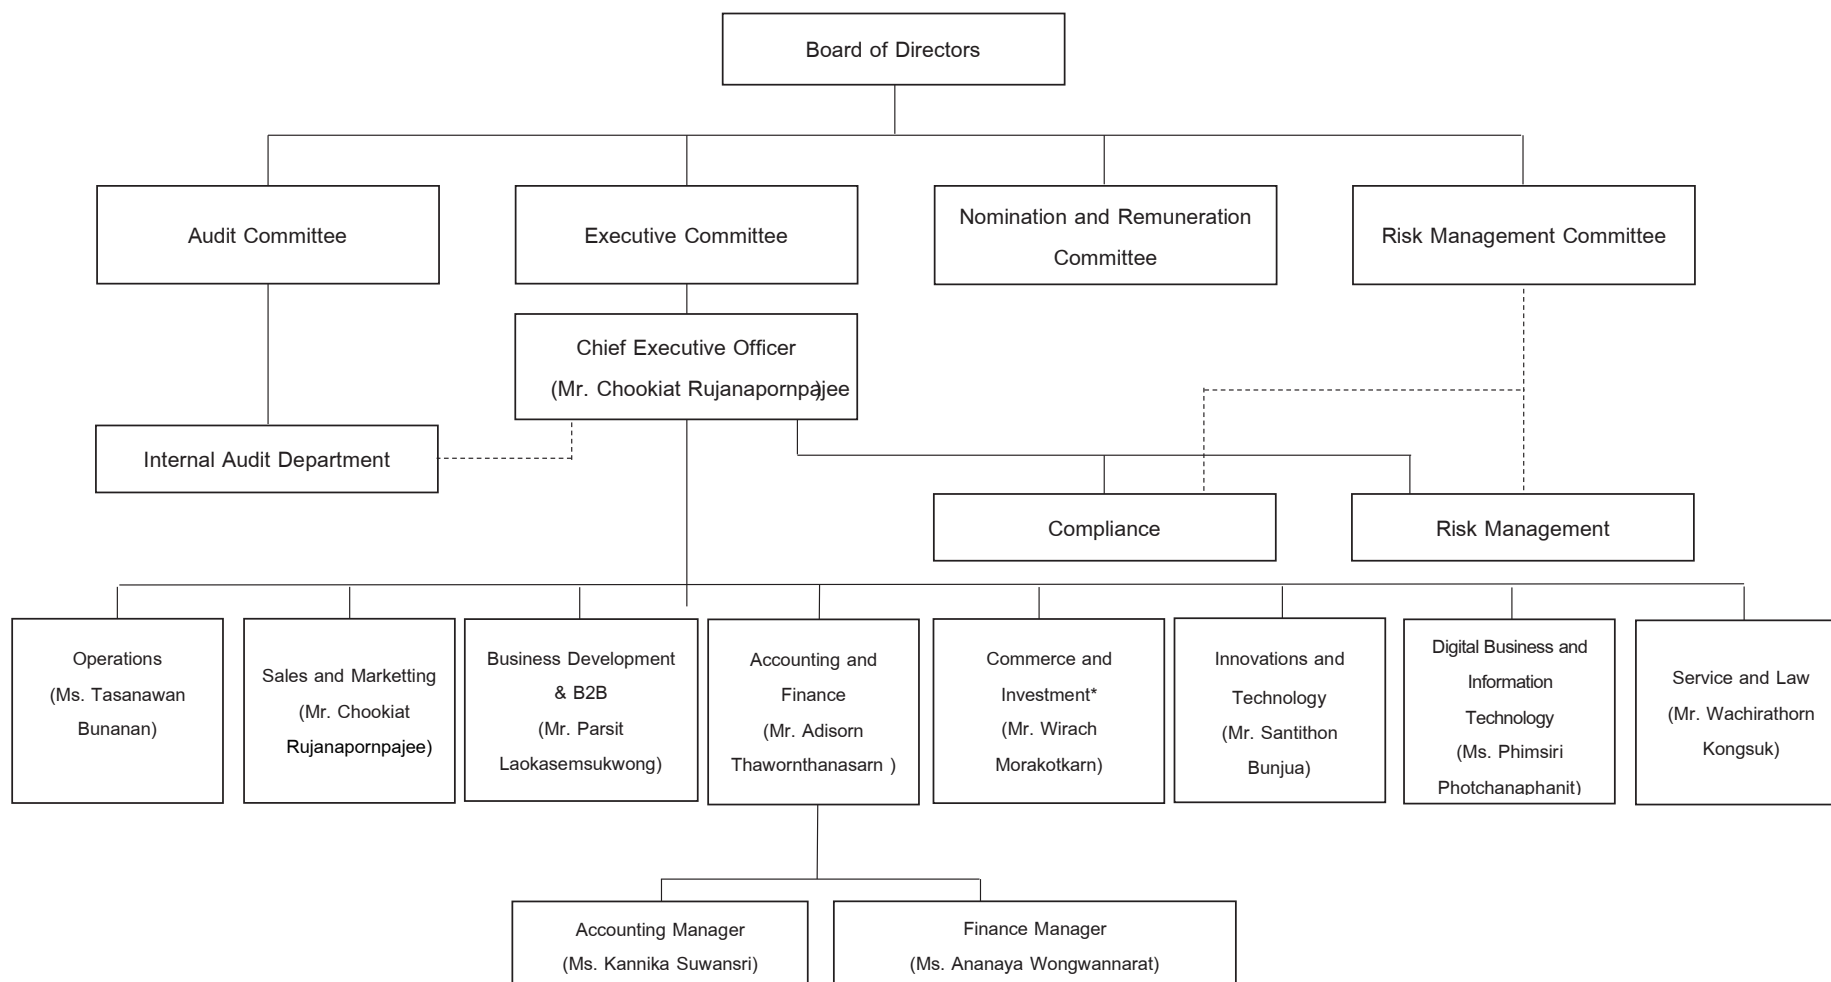 Board of Directors
Audit Committee
Executive Committee
Nomination and Remuneration
Committee
Risk Management Committee
Chief Executive Officer
(Mr. Chookiat Rujanapornpajee)
Internal Audit Department
Compliance
Risk Management
Operations
(Ms. Tasanawan
Bunanan)
Sales and Marketting
(Mr. Chookiat
Rujanapornpajee)
Business Development
& B2B
(Mr. Parsit
Laokasemsukwong)
Accounting and
Finance
(Mr. Adisorn
Thawornthanasarn )
Commerce and
Investment*
(Mr. Wirach
Morakotkarn)
Innovations and
Technology
(Mr. Santithon
Bunjua)
Digital Business and
Information
Technology
(Ms. Phimsiri
Photchanaphanit)
Service and Law
(Mr. Wachirathorn
Kongsuk)
Accounting Manager
(Ms. Kannika Suwansri)
Finance Manager
(Ms. Ananaya Wongwannarat)